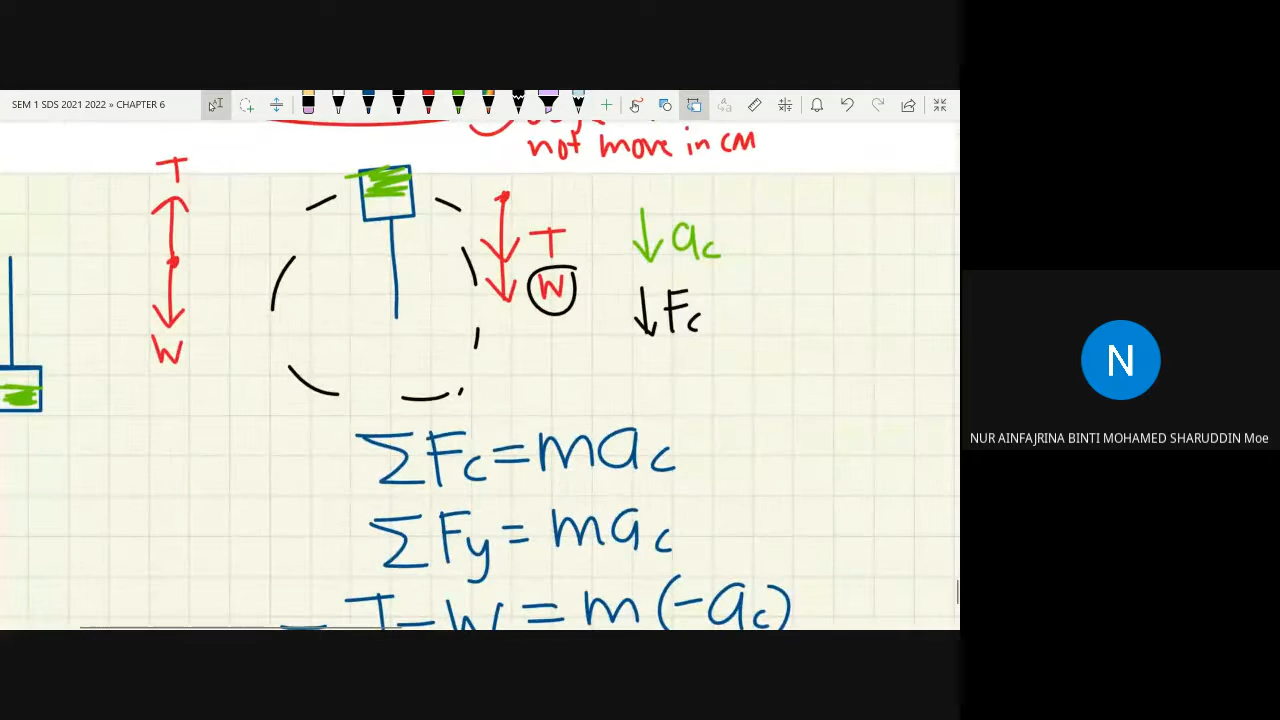 SEM 1 SDS 2021 2022 » CHAPTER 6
not move in CM
T
W
T
W
ac
Fc
ΣFc=mac
ΣFy=mac
-T-W=m(-ac)
N
NUR AINFAJRINA BINTI MOHAMED SHARUDDIN Moe